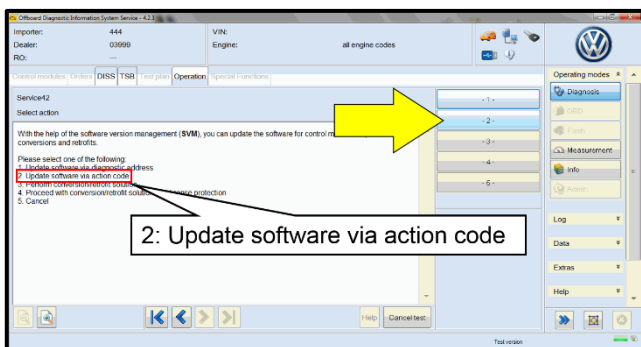 Offboard Diagnostic Information System Service - 4.2.3
Importer: 444 VIN:
Dealer: 03999 Engine: all engine codes
RO: ---
Control modules Orders DISS TSB Test plan Operation Special Functions
Operating modes
Service42
Select action
With the help of the software version management (SVM), you can update the software for control
conversions and retrofits.
Please select one of the following:
1. Update software via diagnostic address
2. Update software via action code
3. Perform conversion/retrofit solution
4. Proceed with conversion/retrofit solution protection
5. Cancel
2: Update software via action code
- 1 -
- 2 -
- 3 -
- 4 -
- 5 -
Diagnosis
OBD
Flash
Measurement
Info
Admin
Log
Data
Extras
Help
Help
Cancel test
Test version